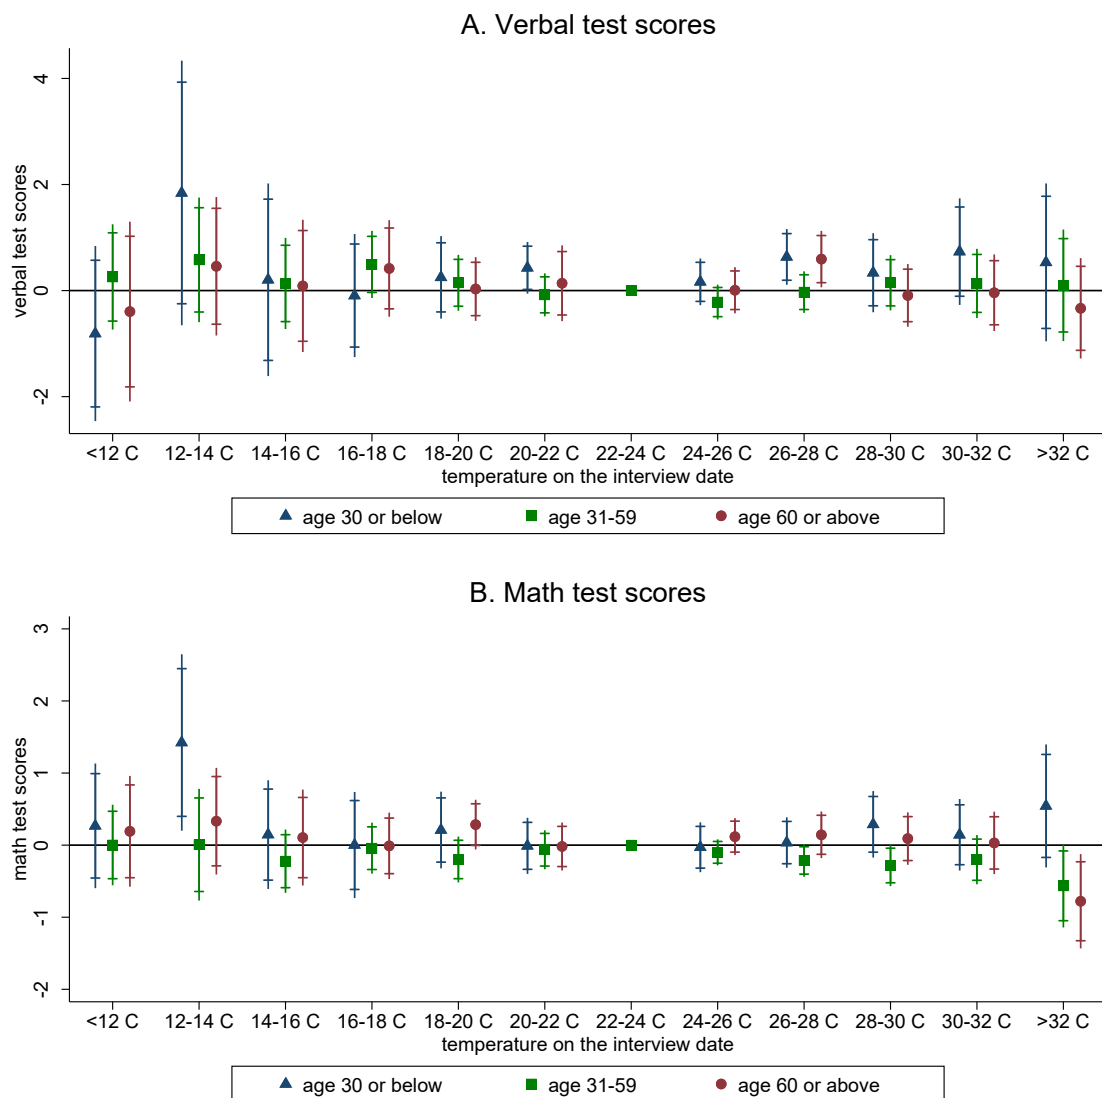 A. Verbal test scores
verbal test scores
4
2
0
-2
<12 C 12-14 C 14-16 C 16-18 C 18-20 C 20-22 C 22-24 C 24-26 C 26-28 C 28-30 C 30-32 C >32 C
temperature on the interview date
age 30 or below age 31-59 age 60 or above
B. Math test scores
math test scores
3
2
1
0
-1
-2
<12 C 12-14 C 14-16 C 16-18 C 18-20 C 20-22 C 22-24 C 24-26 C 26-28 C 28-30 C 30-32 C >32 C
temperature on the interview date
age 30 or below age 31-59 age 60 or above